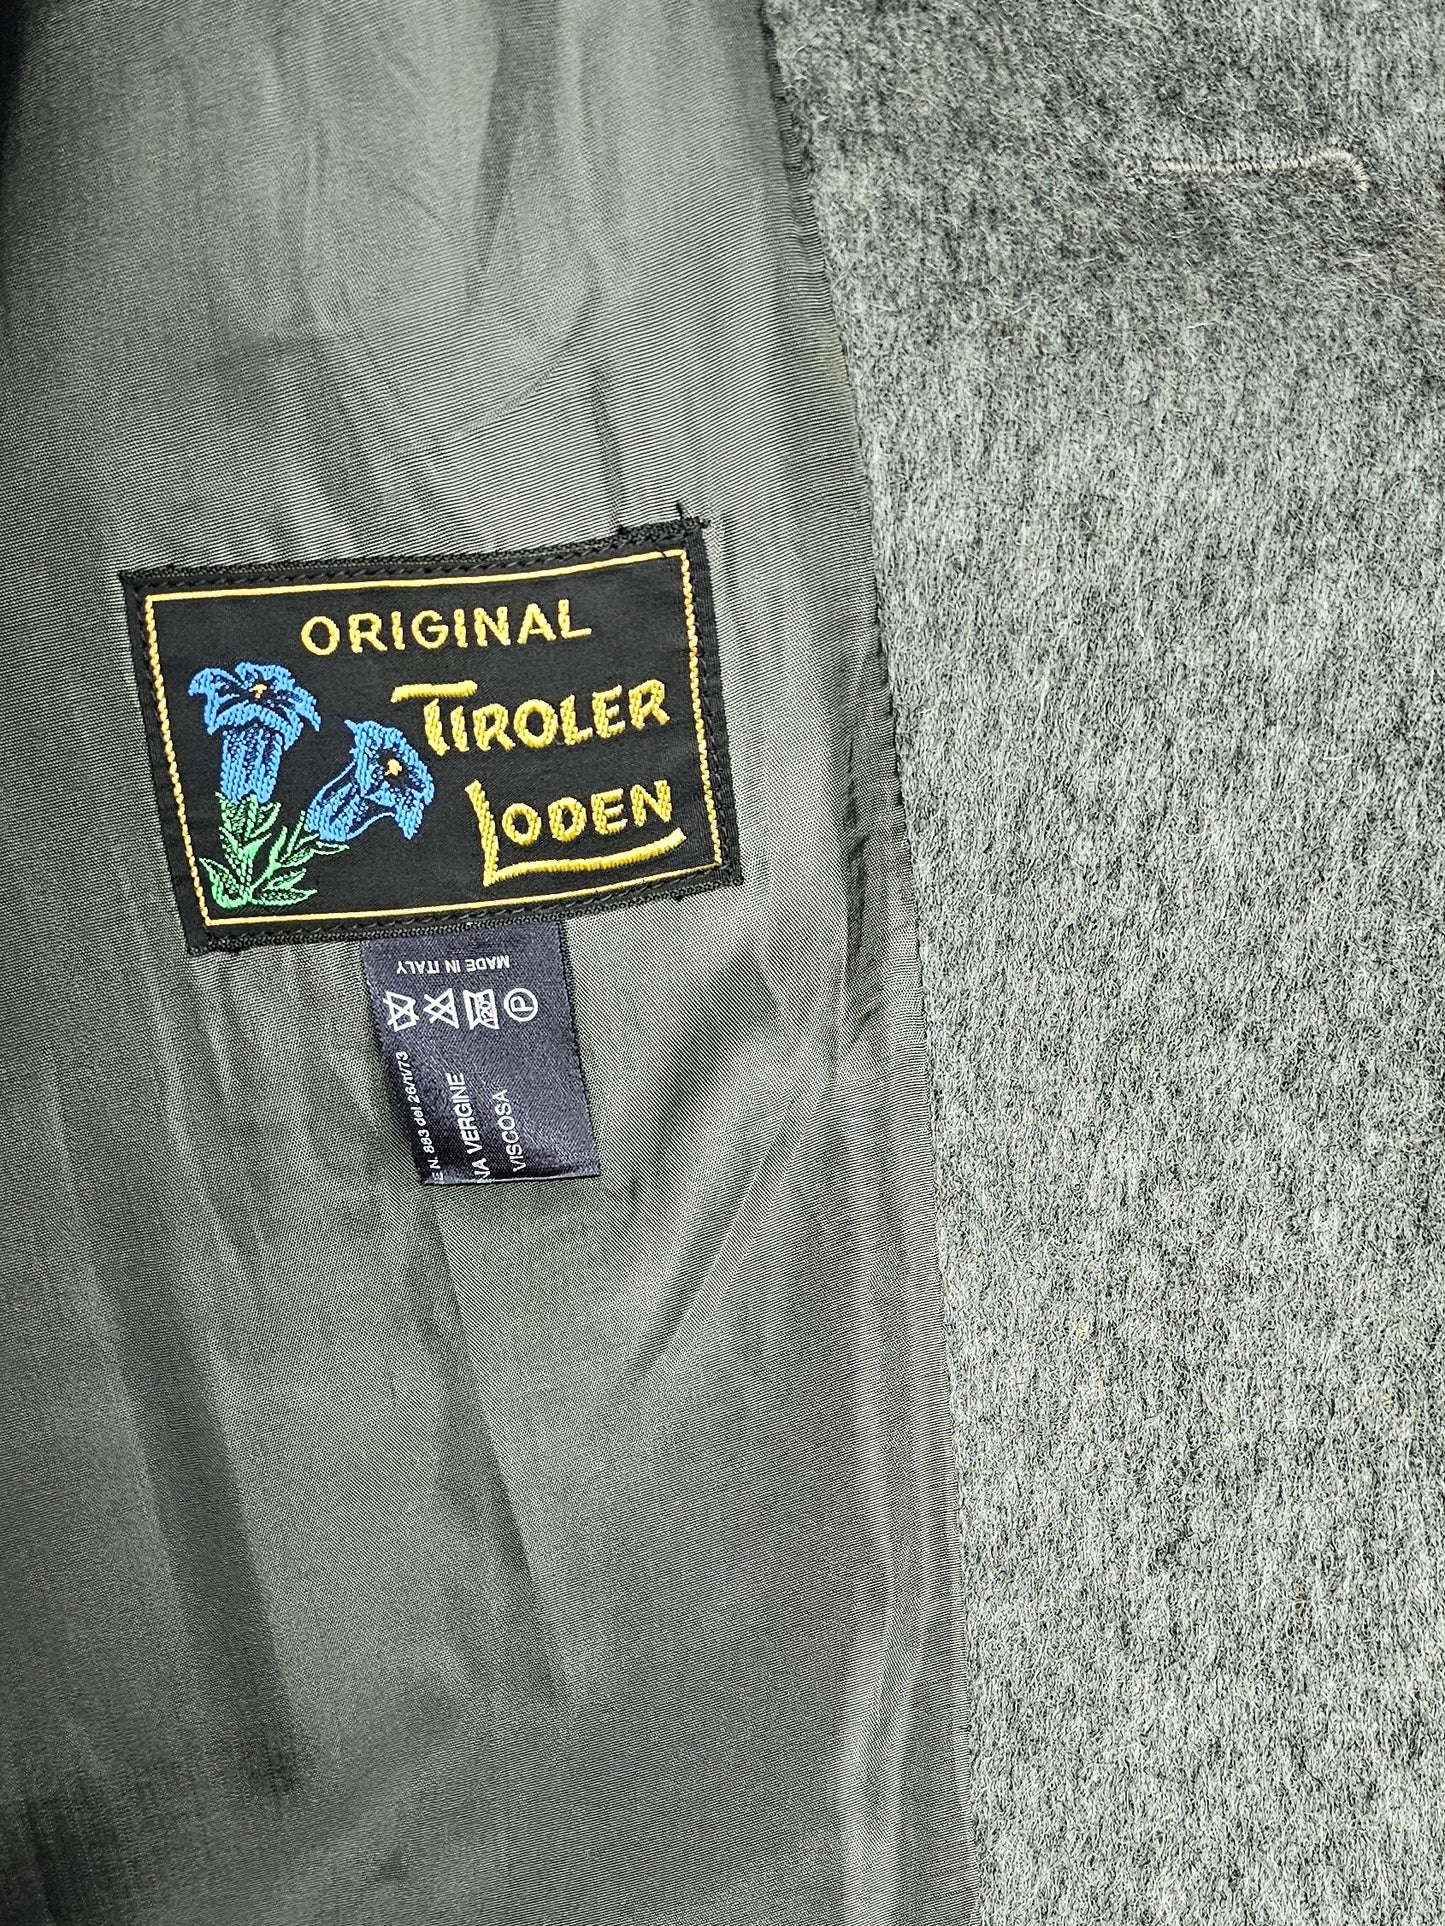 ORIGINAL
TIROLER
LODEN
MADE IN ITALY
P
E N. 883 del 26/11/73
NA VERGINE
VISCOSA